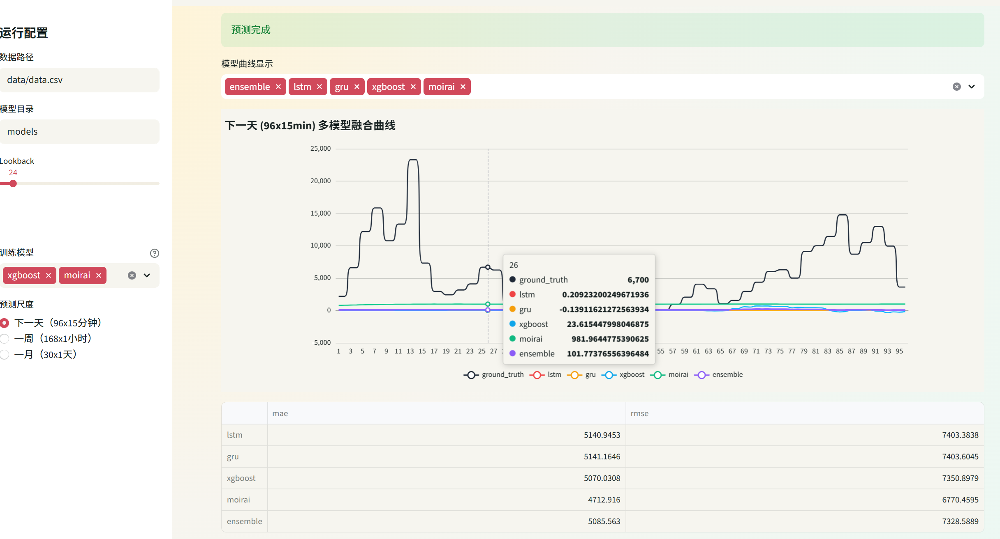 运行配置
数据路径
data/data.csv
模型目录
models
Lookback
24
训练模型
xgboost
moirai
预测尺度
下一天（96x15分钟）
一周（168x1小时）
一月（30x1天）
预测完成
模型曲线显示
ensemble
lstm
gru
xgboost
moirai
下一天 (96x15min) 多模型融合曲线
25,000
20,000
15,000
10,000
5,000
0
-5,000
1 3 5 7 9 11 13 15 17 19 21 23 25 27
55 57 59 61 63 65 67 69 71 73 75 77 79 81 83 85 87 89 91 93 95
26
ground_truth 6,700
lstm 0.20923200249671936
gru -0.13911621272563934
xgboost 23.615447998046875
moirai 981.9644775390625
ensemble 101.77376556396484
ground_truth lstm gru xgboost moirai ensemble
mae rmse
lstm 5140.9453 7403.3838
gru 5141.1646 7403.6045
xgboost 5070.0308 7350.8979
moirai 4712.916 6770.4595
ensemble 5085.563 7328.5889